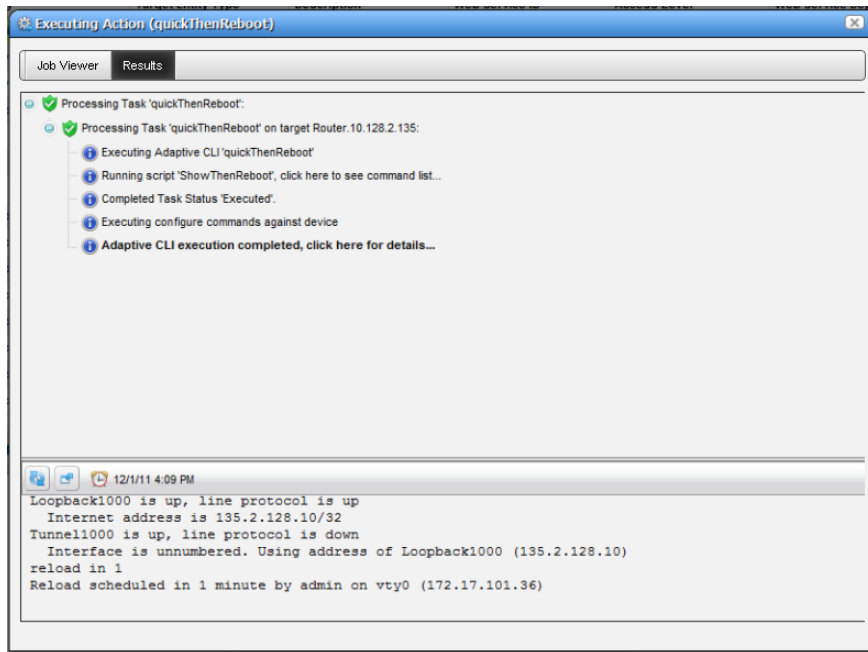 Executing Action (quickThenReboot)
Job Viewer Results
Processing Task 'quickThenReboot':
Processing Task 'quickThenReboot' on target Router.10.128.2.135:
Executing Adaptive CLI 'quickThenReboot'
Running script 'ShowThenReboot', click here to see command list...
Completed Task Status 'Executed'.
Executing configure commands against device
Adaptive CLI execution completed, click here for details...
12/1/11 4:09 PM
Loopback1000 is up, line protocol is up
Internet address is 135.2.128.10/32
Tunnel1000 is up, line protocol is down
Interface is unnumbered. Using address of Loopback1000 (135.2.128.10)
reload in 1
Reload scheduled in 1 minute by admin on vty0 (172.17.101.36)